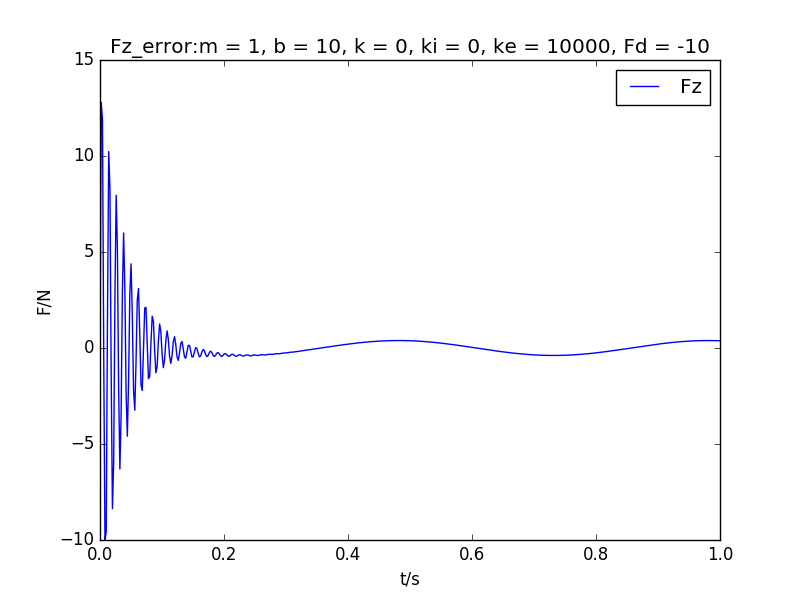 Fz_error:m = 1, b = 10, k = 0, ki = 0, ke = 10000, Fd = -10
Fz
15
10
5
0
−5
−10
F/N
0.0 0.2 0.4 0.6 0.8 1.0
t/s